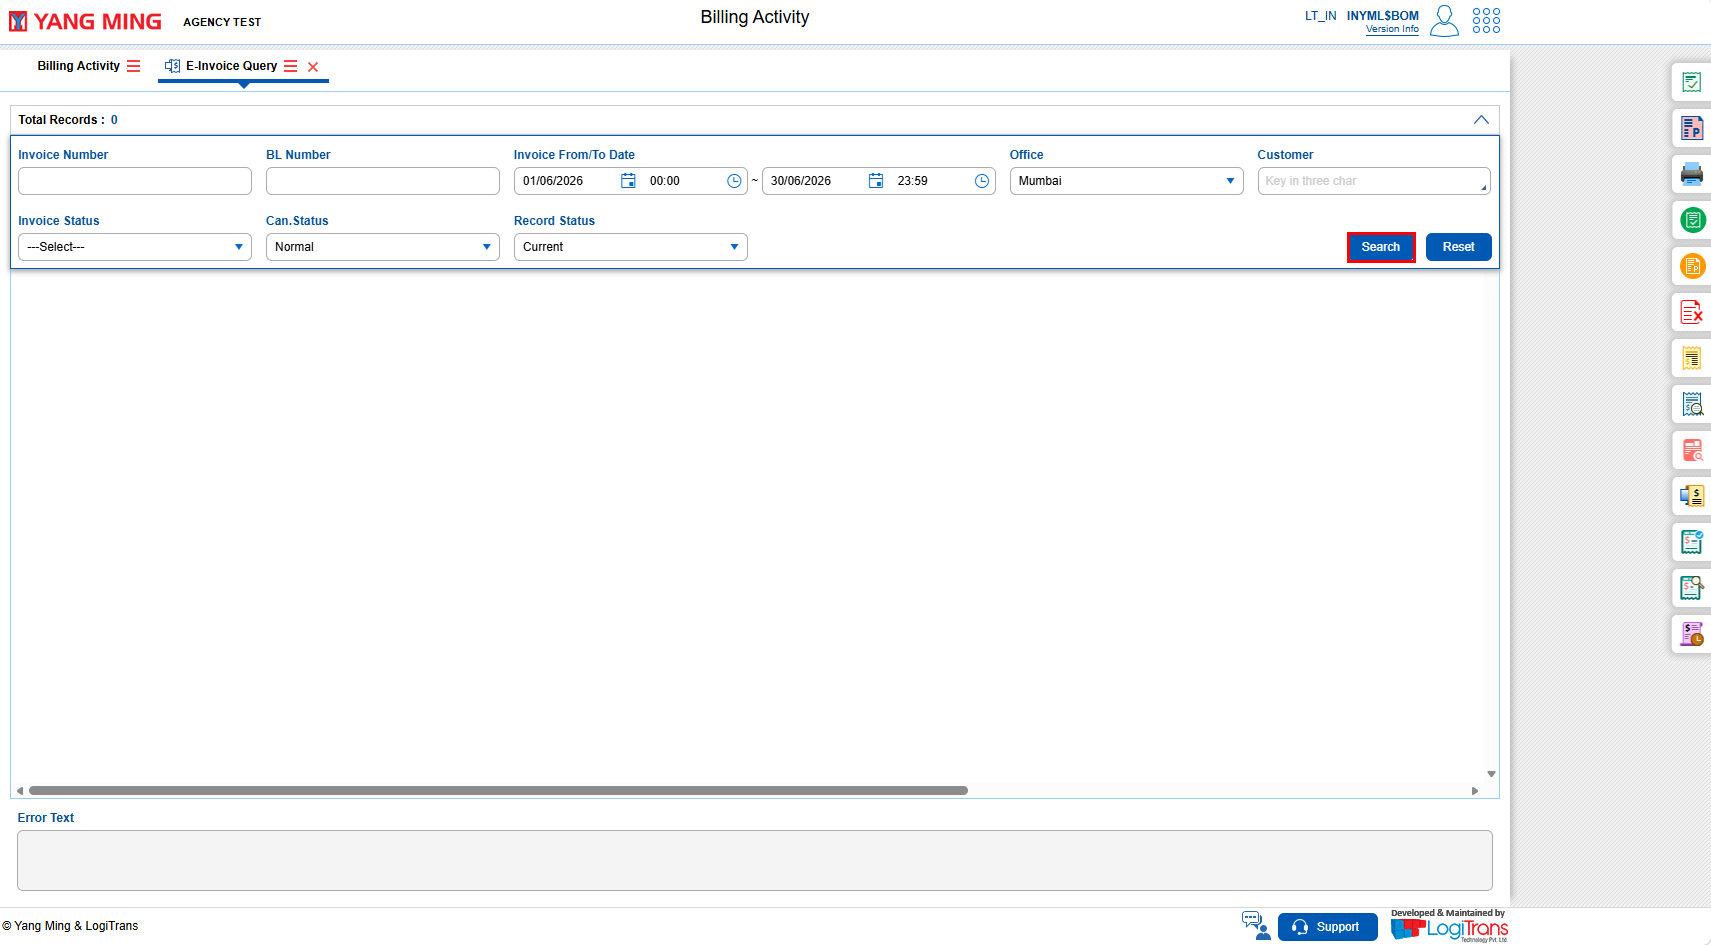 YANG MING
AGENCY TEST
Billing Activity
LT_IN
INYML$BOM
Version Info
Billing Activity
E-Invoice Query
Total Records : 0
Invoice Number
BL Number
Invoice From/To Date
Office
Customer
01/06/2026
00:00
~
30/06/2026
23:59
Mumbai
Key in three char
Invoice Status
Can.Status
Record Status
---Select---
Normal
Current
Search
Reset
Error Text
© Yang Ming & LogiTrans
Support
Developed & Maintained by
LogiTrans
Technology Pvt. Ltd.